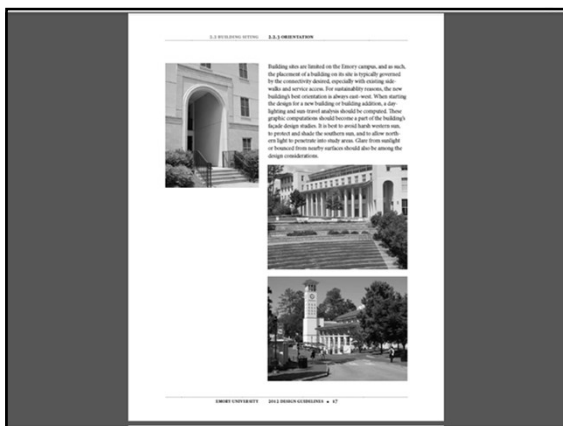 2.2 BUILDING SITING 2.2.3 ORIENTATION
Building sites are limited on the Emory campus, and as such,
the placement of a building on its site is typically governed
by the connectivity desired, especially with existing side-
walks and service access. For sustainability reasons, the new
building's best orientation is always east-west. When starting
the design for a new building or building addition, a day-
lighting and sun-travel analysis should be computed. These
graphic computations should become a part of the building's
façade design studies. It is best to avoid harsh western sun,
to protect and shade the southern sun, and to allow north-
ern light to penetrate into study areas. Glare from sunlight
or bounced from nearby surfaces should also be among the
design considerations.
EMORY UNIVERSITY 2012 DESIGN GUIDELINES • 47